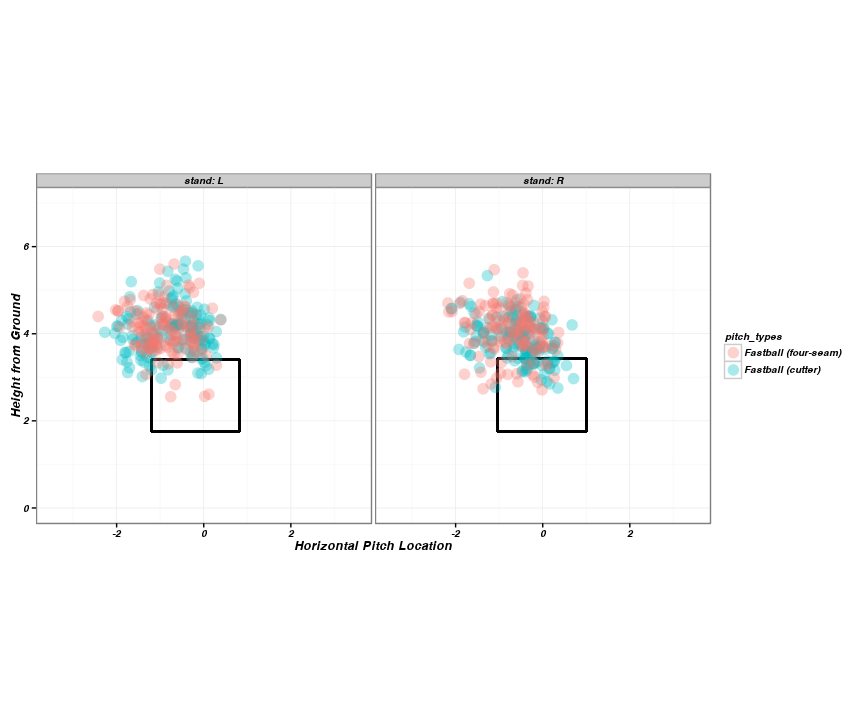 stand: L
stand: R
Height from Ground
6
4
2
0
-2
0
2
-2
0
2
Horizontal Pitch Location
pitch_types
Fastball (four-seam)
Fastball (cutter)